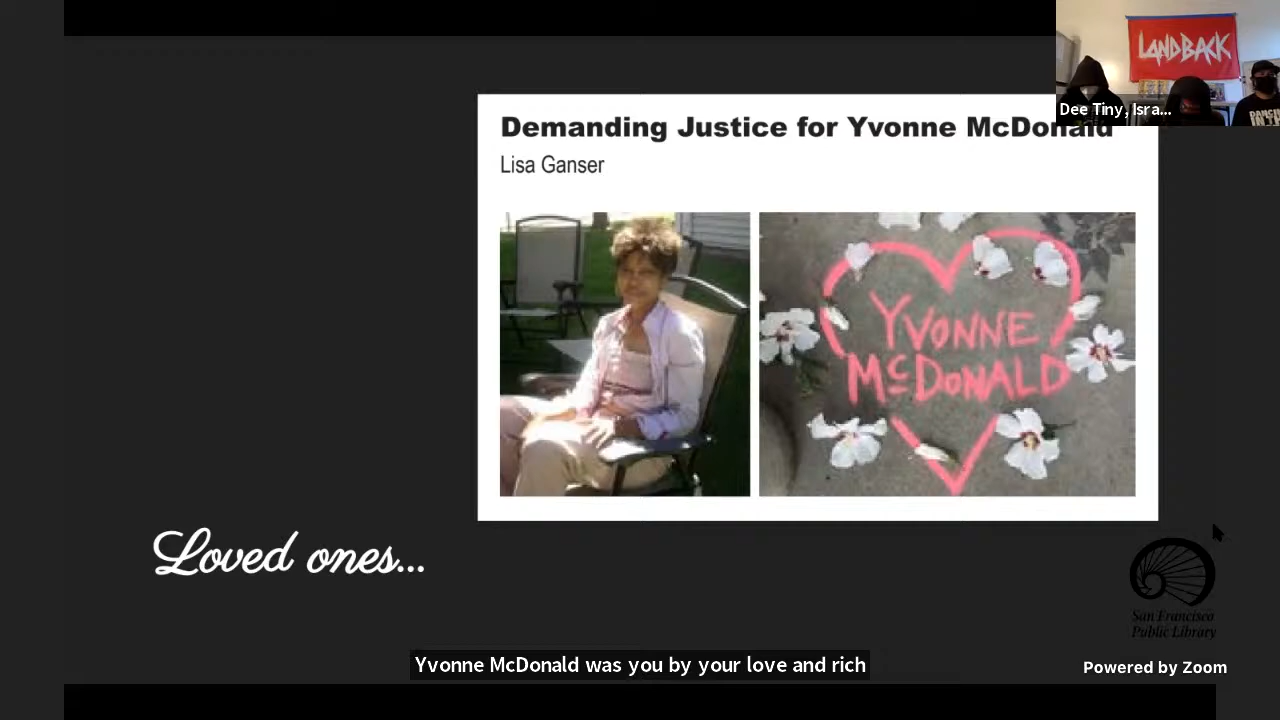 LANDBACK
Dee Tiny, Isra...
Demanding Justice for Yvonne McDonald
Lisa Ganser
YVONNE
McDONALD
Loved ones...
San Francisco
Public Library
Yvonne McDonald was you by your love and rich
Powered by Zoom